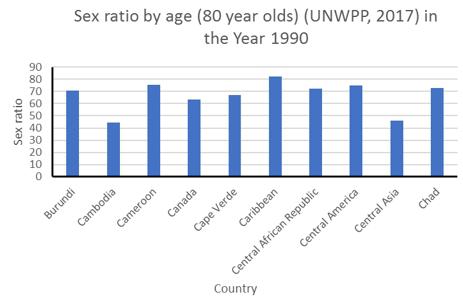 Sex ratio by age (80 year olds) (UNWPP, 2017) in
the Year 1990
90
80
70
60
50
40
30
20
10
0
Sex ratio
Burundi
Cambodia
Cameroon
Canada
Cape Verde
Caribbean
Central African Republic
Central America
Central Asia
Chad
Country